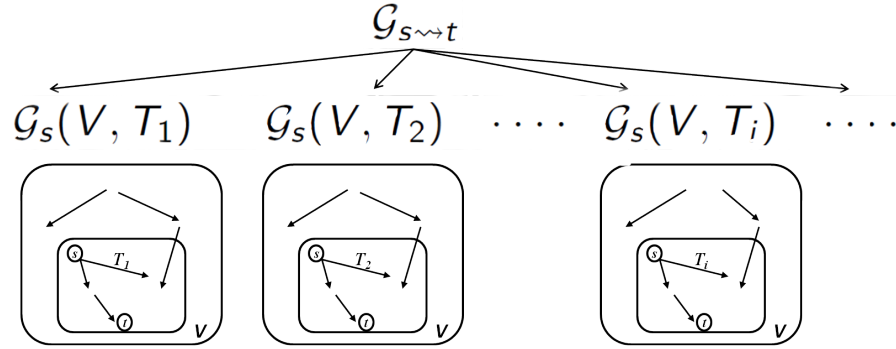 𝒢s⇝t
𝒢s(V, T1) 𝒢s(V, T2) · · · · 𝒢s(V, Ti) · · · ·
s T1 s T2 s Ti
t V t V t V